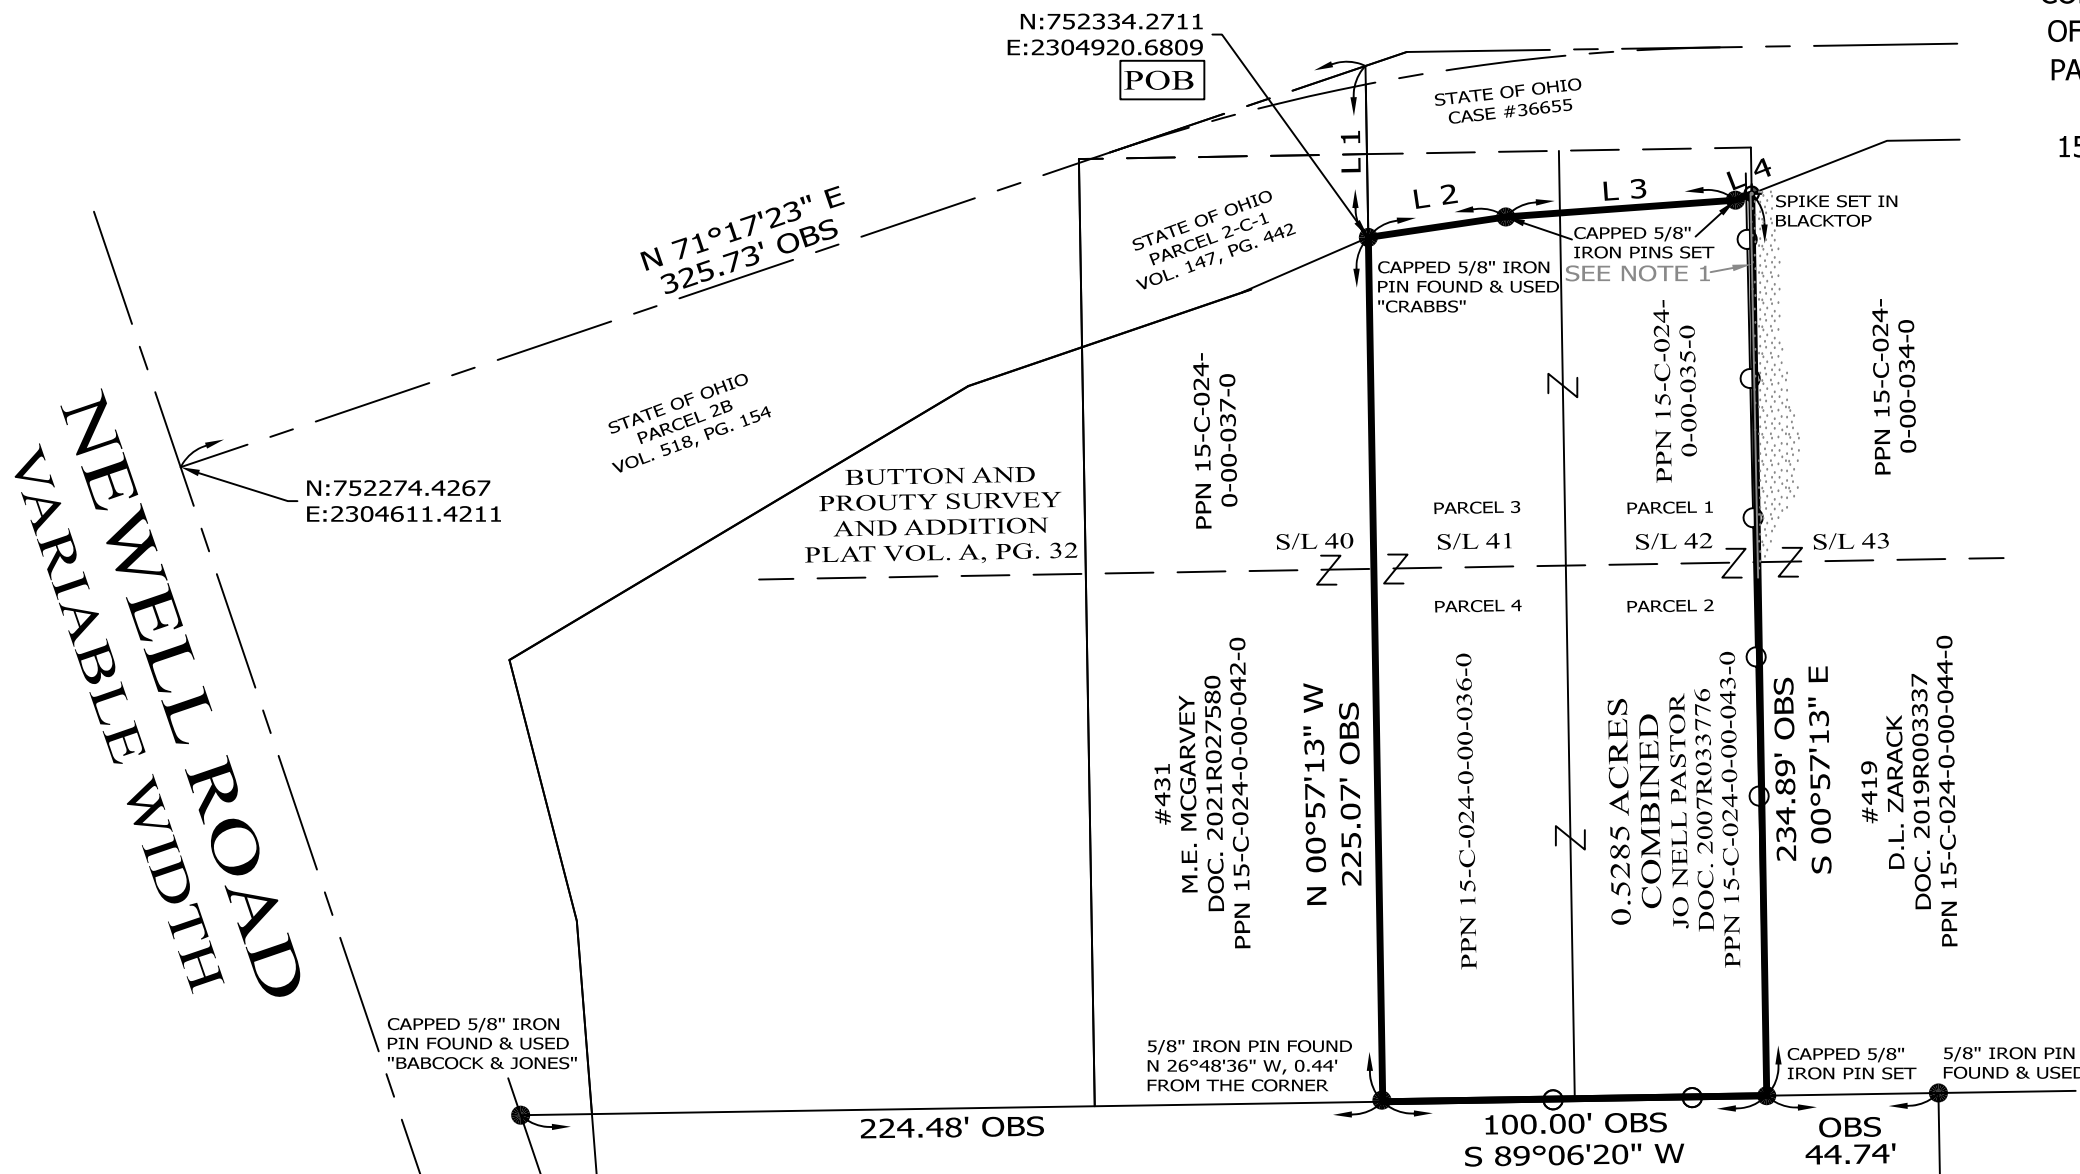 N:752334.2711
E:2304920.6809
POB
OF
PA
15
STATE OF OHIO
CASE #36655
L 1
L 2
L 3
L 4
N 71°17'23" E
325.73' OBS
STATE OF OHIO
PARCEL 2-C-1
VOL. 147, PG. 442
SPIKE SET IN
BLACKTOP
CAPPED 5/8"
IRON PINS SET
SEE NOTE 1
CAPPED 5/8" IRON
PIN FOUND & USED
"CRABBS"
STATE OF OHIO
PARCEL 2B
VOL. 518, PG. 154
N:752274.4267
E:2304611.4211
NEWELL ROAD
VARIABLE WIDTH
BUTTON AND
PROUTY SURVEY
AND ADDITION
PLAT VOL. A, PG. 32
PPN 15-C-024-
0-00-037-0
PPN 15-C-024-
0-00-035-0
PPN 15-C-024-
0-00-034-0
PARCEL 3
PARCEL 1
S/L 40
S/L 41
S/L 42
S/L 43
Z
Z
Z
Z
Z
Z
PARCEL 4
PARCEL 2
#431
M.E. MCGARVEY
DOC. 2021R027580
PPN 15-C-024-0-00-042-0
N 00°57'13" W
225.07' OBS
PPN 15-C-024-0-00-036-0
0.5285 ACRES
COMBINED
JO NELL PASTOR
DOC. 2007R033776
PPN 15-C-024-0-00-043-0
234.89' OBS
S 00°57'13" E
#419
D.L. ZARACK
DOC. 2019R003337
PPN 15-C-024-0-00-044-0
CAPPED 5/8" IRON
PIN FOUND & USED
"BABCOCK & JONES"
5/8" IRON PIN FOUND
N 26°48'36" W, 0.44'
FROM THE CORNER
CAPPED 5/8"
IRON PIN SET
5/8" IRON PIN
FOUND & USED
224.48' OBS
100.00' OBS
S 89°06'20" W
OBS
44.74'